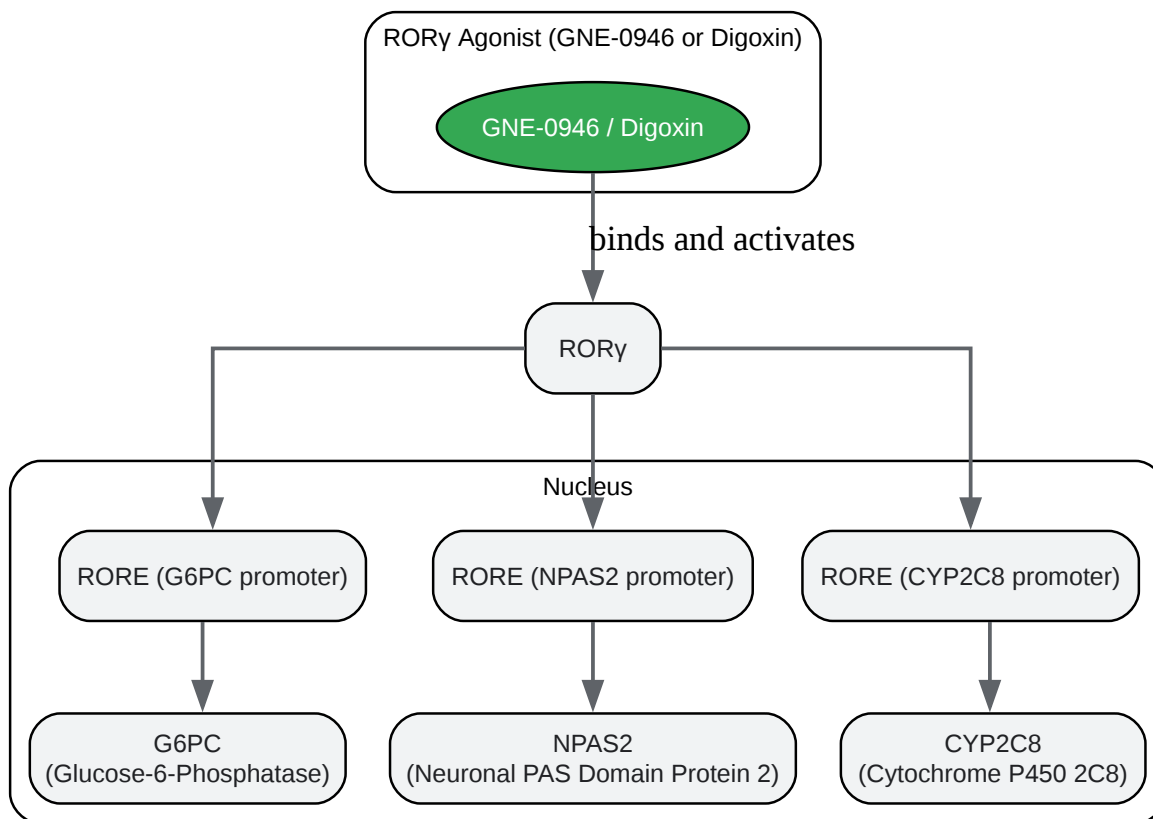 RORγ Agonist (GNE-0946 or Digoxin)
GNE-0946 / Digoxin
binds and activates
RORγ
Nucleus
RORE (G6PC promoter)
RORE (NPAS2 promoter)
RORE (CYP2C8 promoter)
G6PC
(Glucose-6-Phosphatase)
NPAS2
(Neuronal PAS Domain Protein 2)
CYP2C8
(Cytochrome P450 2C8)